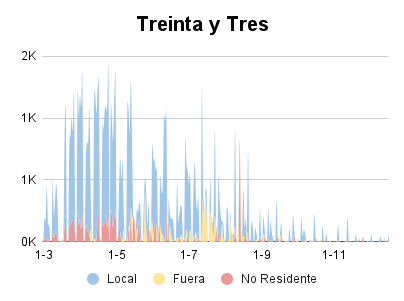 Treinta y Tres
2K
1K
1K
0K
1-3 1-5 1-7 1-9 1-11
Local Fuera No Residente